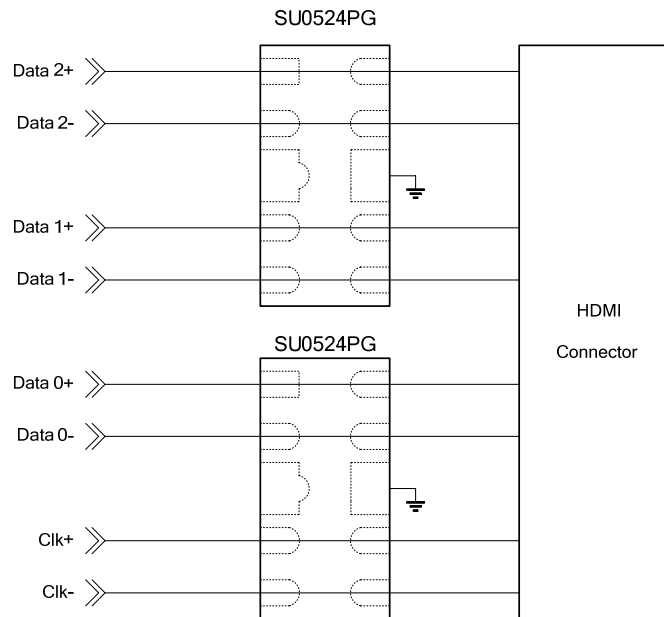 SU0524PG
Data 2+
Data 2-
Data 1+
Data 1-
HDMI
Connector
SU0524PG
Data 0+
Data 0-
Clk+
Clk-